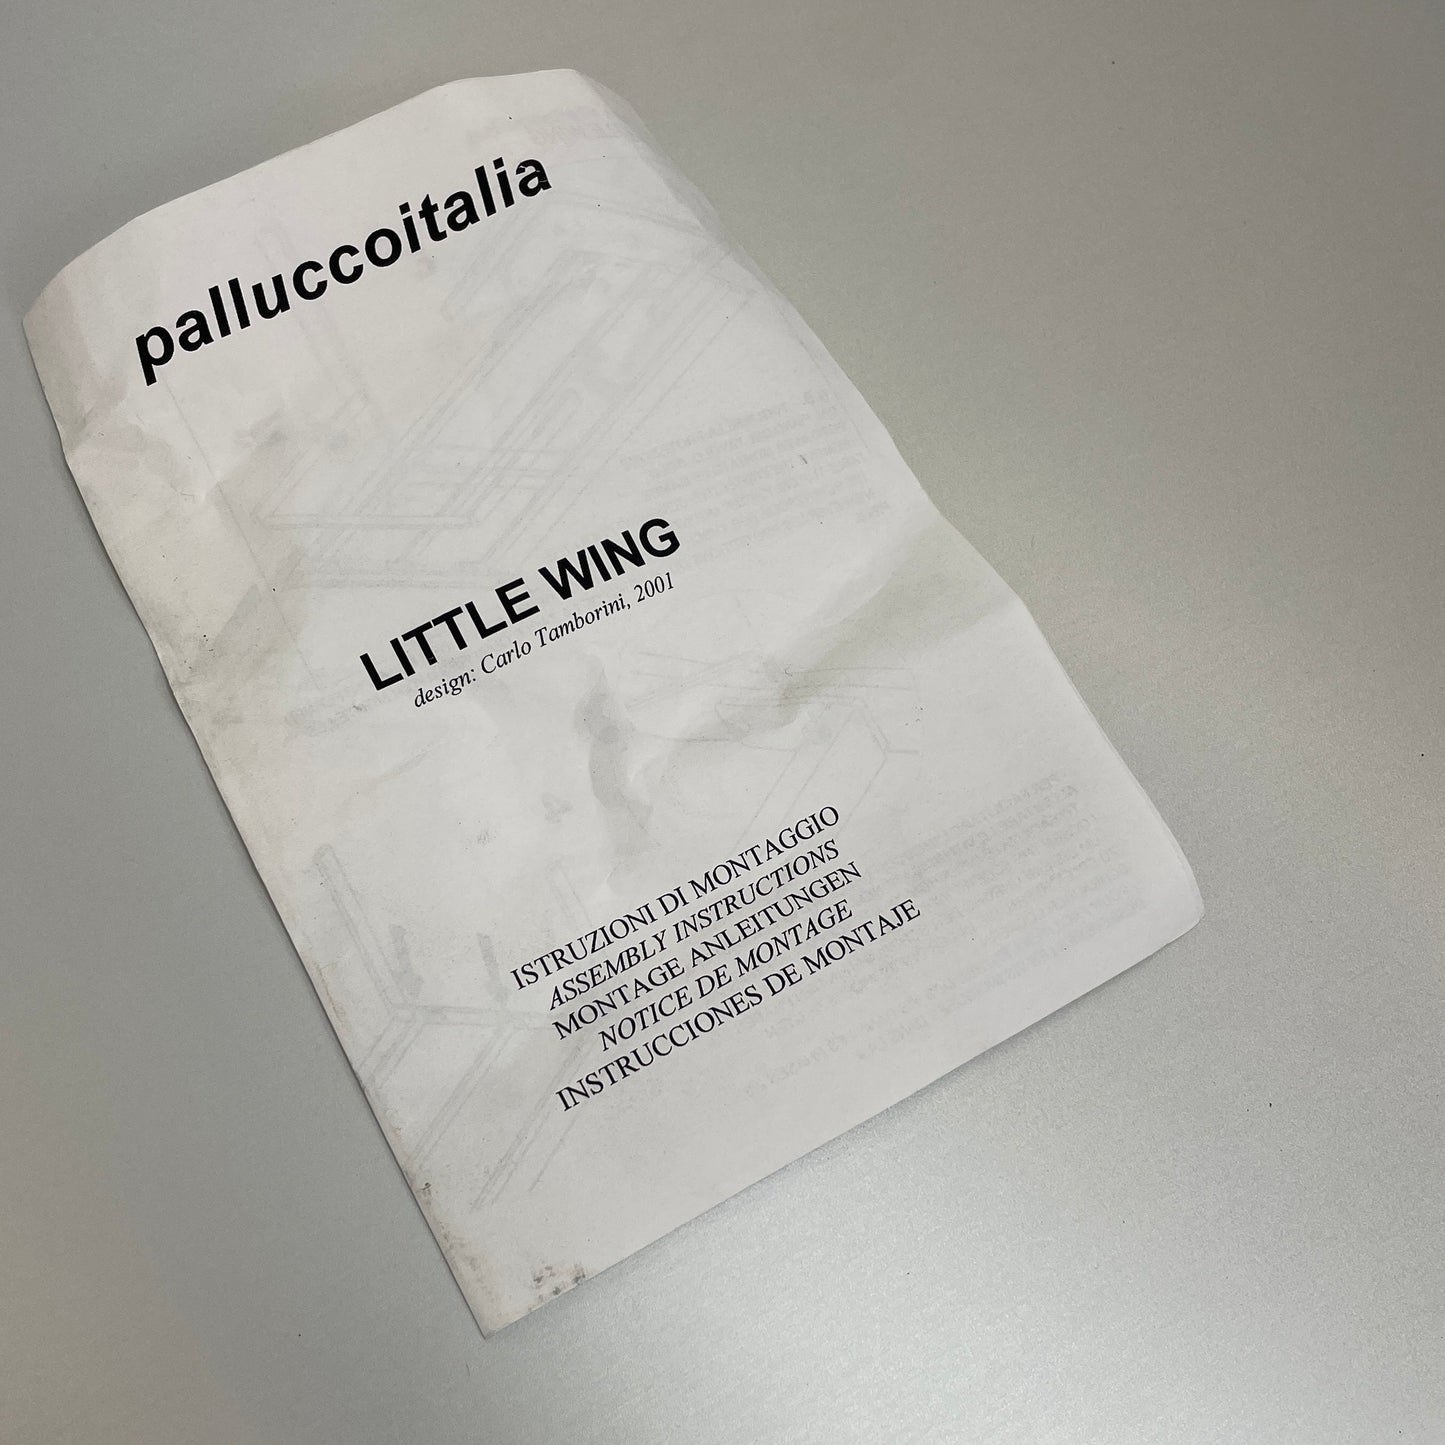 palluccoitalia
LITTLE WING
design: Carlo Tamborini, 2001
ISTRUZIONI DI MONTAGGIO
ASSEMBLY INSTRUCTIONS
MONTAGE ANLEITUNGEN
NOTICE DE MONTAGE
INSTRUCCIONES DE MONTAJE